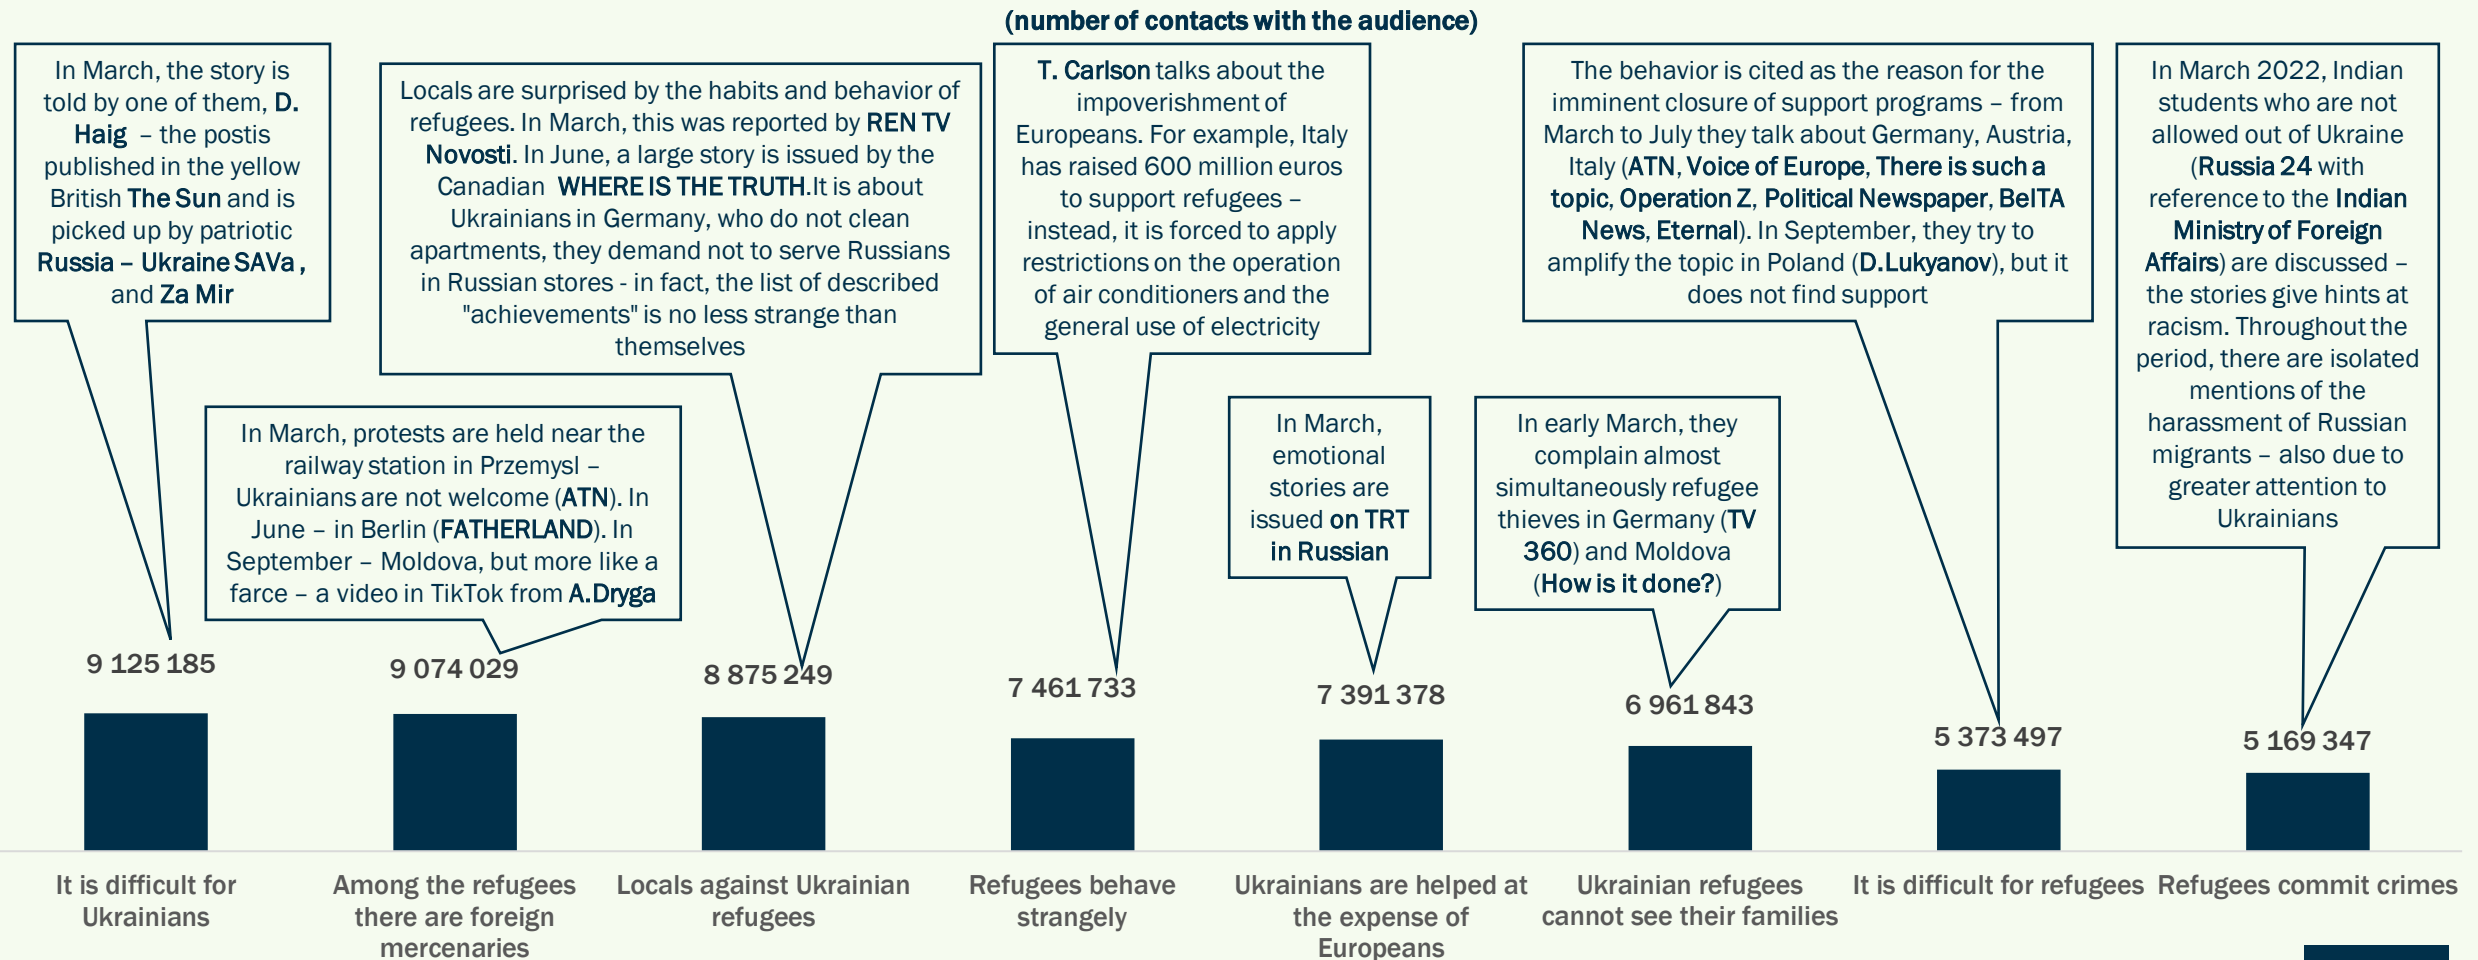 (number of contacts with the audience)
In March, the story is
told by one of them, D.
Haig – the postis
published in the yellow
British The Sun and is
picked up by patriotic
Russia – Ukraine SAVa ,
and Za Mir
Locals are surprised by the habits and behavior of
refugees. In March, this was reported by REN TV
Novosti. In June, a large story is issued by the
Canadian WHERE IS THE TRUTH.It is about
Ukrainians in Germany, who do not clean
apartments, they demand not to serve Russians
in Russian stores - in fact, the list of described
"achievements" is no less strange than
themselves
T. Carlson talks about the
impoverishment of
Europeans. For example, Italy
has raised 600 million euros
to support refugees –
instead, it is forced to apply
restrictions on the operation
of air conditioners and the
general use of electricity
The behavior is cited as the reason for the
imminent closure of support programs – from
March to July they talk about Germany, Austria,
Italy (ATN, Voice of Europe, There is such a
topic, Operation Z, Political Newspaper, BelTA
News, Eternal). In September, they try to
amplify the topic in Poland (D.Lukyanov), but it
does not find support
In March 2022, Indian
students who are not
allowed out of Ukraine
(Russia 24 with
reference to the Indian
Ministry of Foreign
Affairs) are discussed –
the stories give hints at
racism. Throughout the
period, there are isolated
mentions of the
harassment of Russian
migrants – also due to
greater attention to
Ukrainians
In March, protests are held near the
railway station in Przemysl –
Ukrainians are not welcome (ATN). In
June – in Berlin (FATHERLAND). In
September – Moldova, but more like a
farce – a video in TikTok from A.Dryga
In March,
emotional
stories are
issued on TRT
in Russian
In early March, they
complain almost
simultaneously refugee
thieves in Germany (TV
360) and Moldova
(How is it done?)
9 125 185
9 074 029
8 875 249
7 461 733
7 391 378
6 961 843
5 373 497
5 169 347
It is difficult for
Ukrainians
Among the refugees
there are foreign
mercenaries
Locals against Ukrainian
refugees
Refugees behave
strangely
Ukrainians are helped at
the expense of
Europeans
Ukrainian refugees
cannot see their families
It is difficult for refugees
Refugees commit crimes